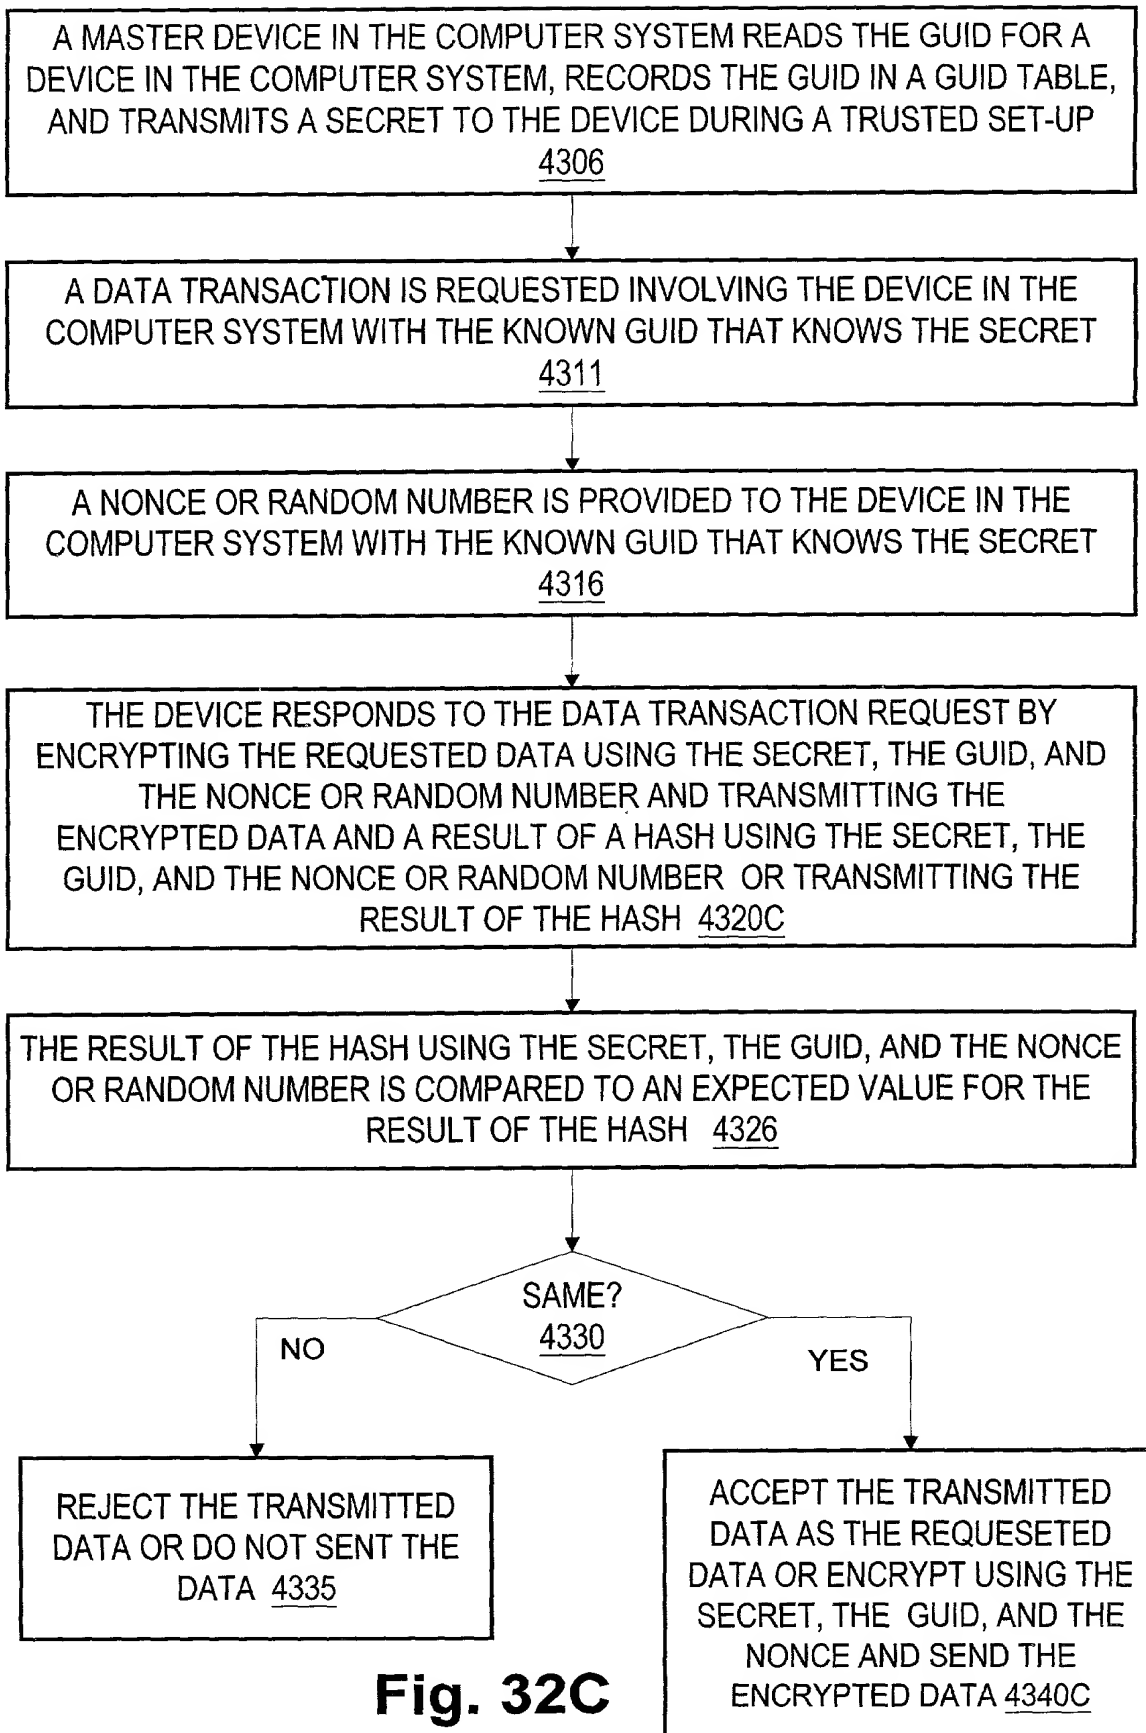 A MASTER DEVICE IN THE COMPUTER SYSTEM READS THE GUID FOR A
DEVICE IN THE COMPUTER SYSTEM, RECORDS THE GUID IN A GUID TABLE,
AND TRANSMITS A SECRET TO THE DEVICE DURING A TRUSTED SET-UP
4306
A DATA TRANSACTION IS REQUESTED INVOLVING THE DEVICE IN THE
COMPUTER SYSTEM WITH THE KNOWN GUID THAT KNOWS THE SECRET
4311
A NONCE OR RANDOM NUMBER IS PROVIDED TO THE DEVICE IN THE
COMPUTER SYSTEM WITH THE KNOWN GUID THAT KNOWS THE SECRET
4316
THE DEVICE RESPONDS TO THE DATA TRANSACTION REQUEST BY
ENCRYPTING THE REQUESTED DATA USING THE SECRET, THE GUID, AND
THE NONCE OR RANDOM NUMBER AND TRANSMITTING THE
ENCRYPTED DATA AND A RESULT OF A HASH USING THE SECRET, THE
GUID, AND THE NONCE OR RANDOM NUMBER OR TRANSMITTING THE
RESULT OF THE HASH 4320C
THE RESULT OF THE HASH USING THE SECRET, THE GUID, AND THE NONCE
OR RANDOM NUMBER IS COMPARED TO AN EXPECTED VALUE FOR THE
RESULT OF THE HASH 4326
SAME?
4330
NO
YES
REJECT THE TRANSMITTED
DATA OR DO NOT SENT THE
DATA 4335
ACCEPT THE TRANSMITTED
DATA AS THE REQUESETED
DATA OR ENCRYPT USING THE
SECRET, THE GUID, AND THE
NONCE AND SEND THE
ENCRYPTED DATA 4340C
Fig. 32C